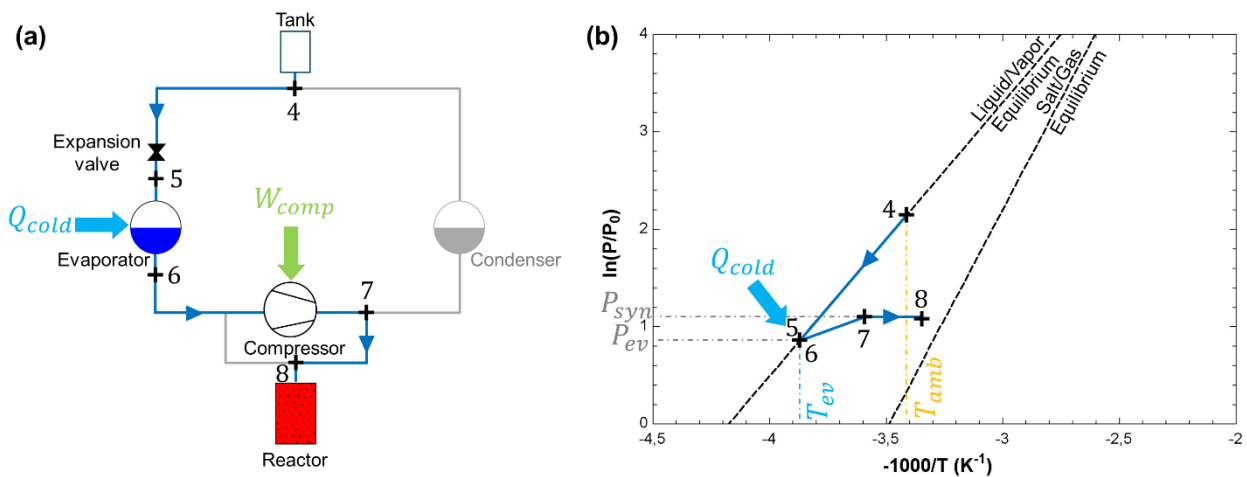 (a)
Tank
4
Expansion
valve
5
Q_cold
W_comp
Evaporator
Condenser
6
7
Compressor
8
Reactor
(b)
4
3
2
1
0
ln(P/P₀)
Liquid/Vapor
Equilibrium
Salt/Gas
Equilibrium
4
Q_cold
5
6
7
8
P_syn
P_ev
T_ev
T_amb
-4,5
-4
-3,5
-3
-2,5
-2
-1000/T (K⁻¹)